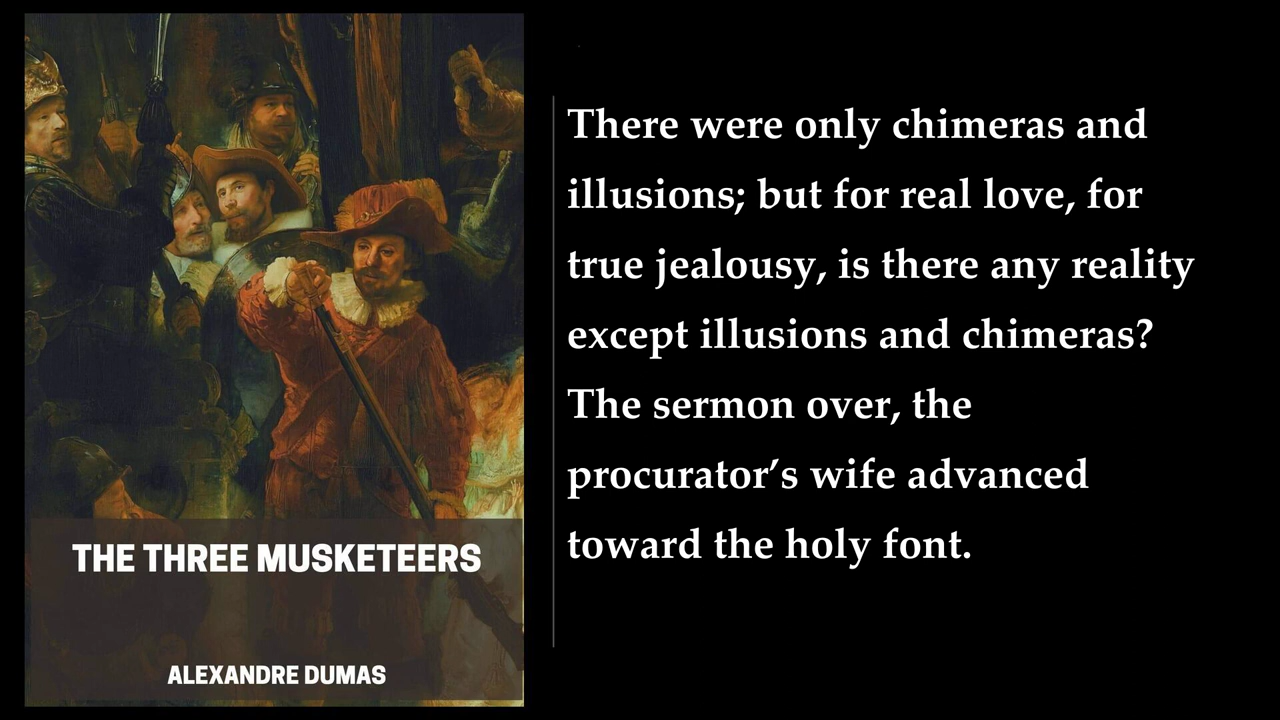 THE THREE MUSKETEERS
ALEXANDRE DUMAS
There were only chimeras and
illusions; but for real love, for
true jealousy, is there any reality
except illusions and chimeras?
The sermon over, the
procurator’s wife advanced
toward the holy font.